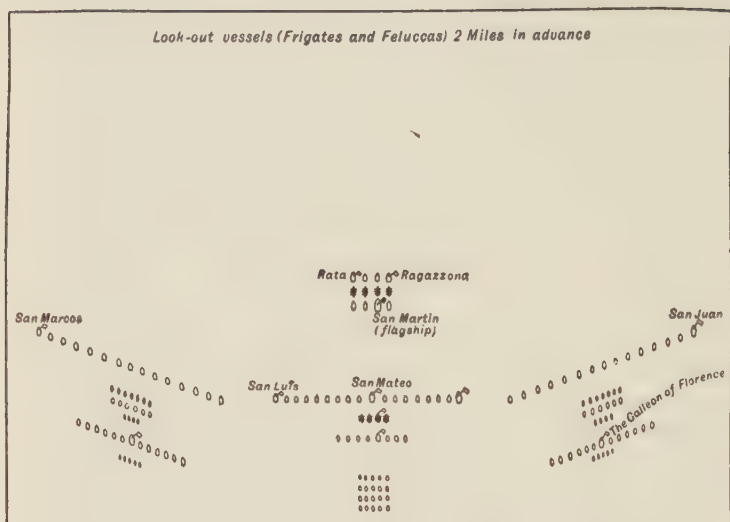 Look-out vessels (Frigates and Feluccas) 2 Miles in advance
Rata
Ragazzona
San Martin
(flagship)
San Marcos
San Juan
San Luis
San Mateo
The Galleon of Florence